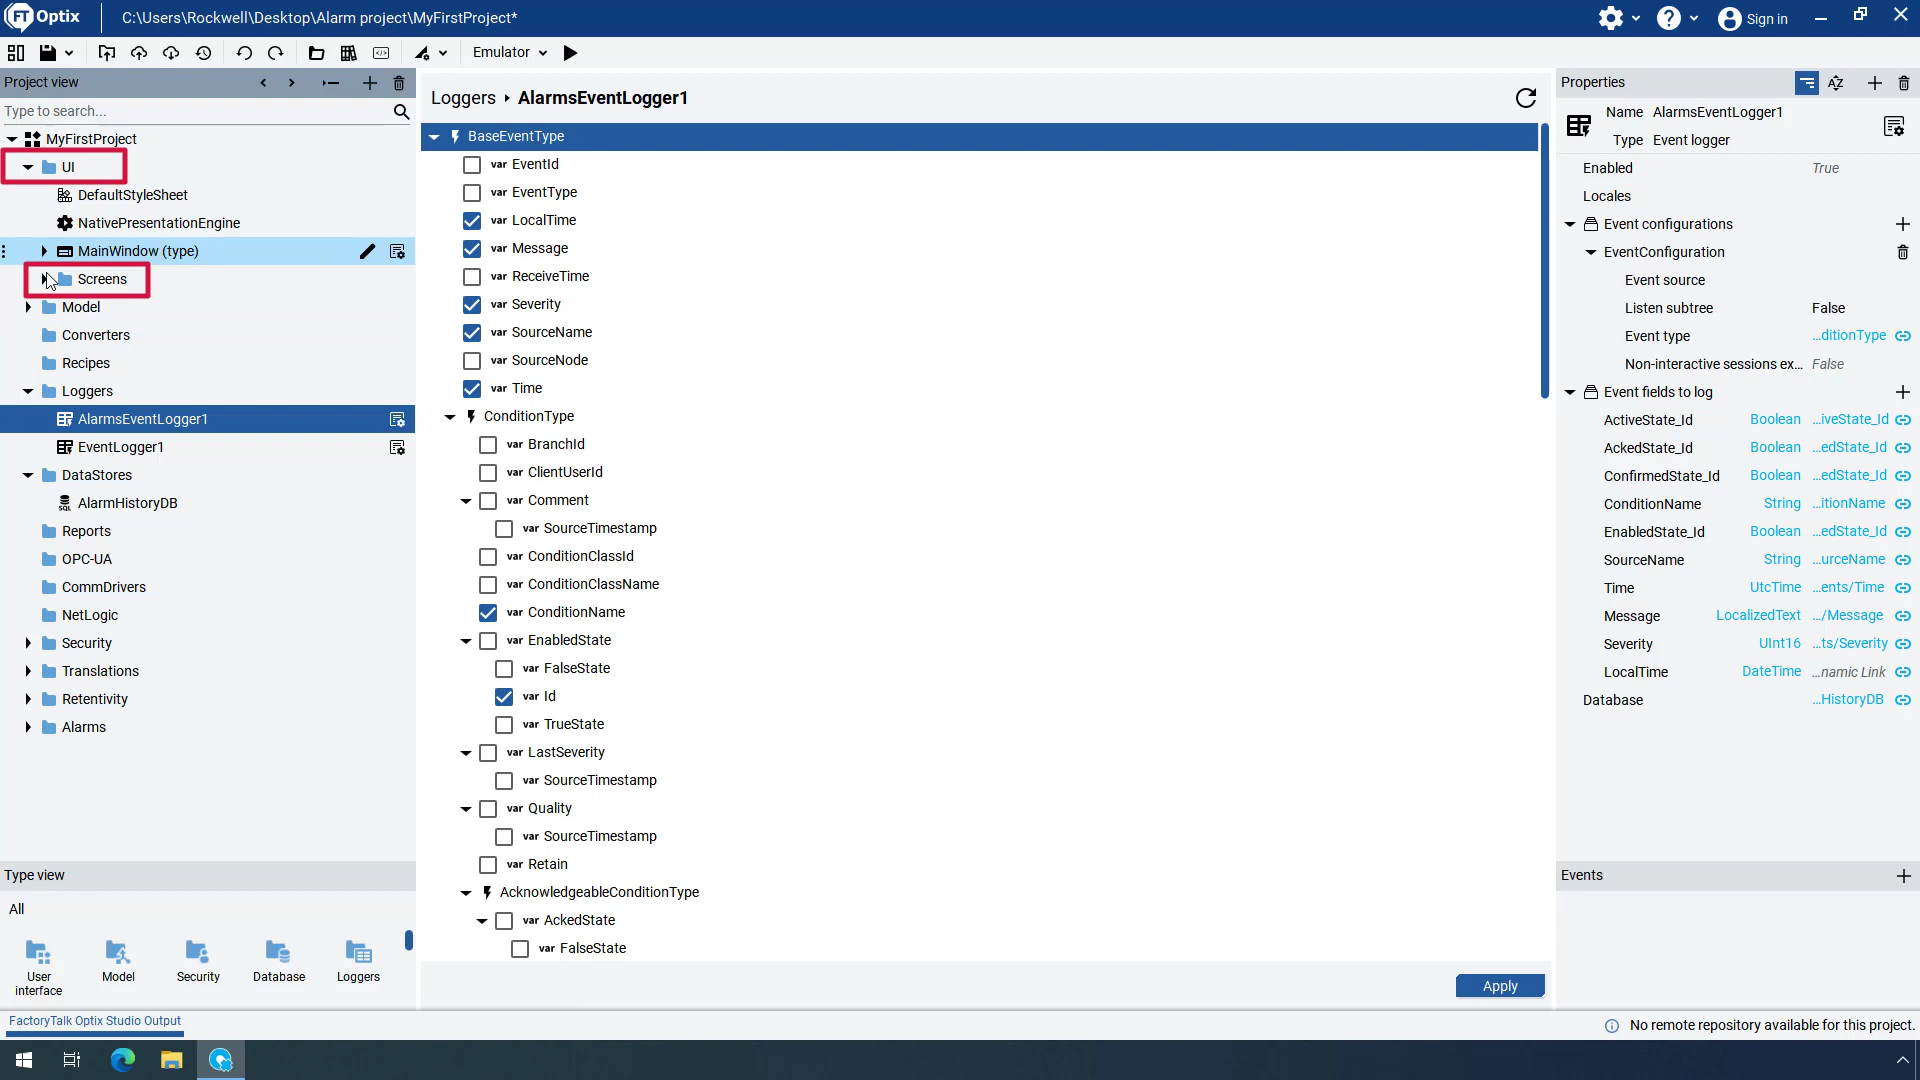 FT Optix
C:\Users\Rockwell\Desktop\Alarm project\MyFirstProject*
Sign in
Emulator
Project view
Type to search...
MyFirstProject
UI
DefaultStyleSheet
NativePresentationEngine
MainWindow (type)
Screens
Model
Converters
Recipes
Loggers
AlarmsEventLogger1
EventLogger1
DataStores
SQL AlarmHistoryDB
Reports
OPC-UA
CommDrivers
NetLogic
Security
Translations
Retentivity
Alarms
Type view
All
User interface
Model
Security
Database
Loggers
FactoryTalk Optix Studio Output
Loggers AlarmsEventLogger1
BaseEventType
var EventId
var EventType
var LocalTime
var Message
var ReceiveTime
var Severity
var SourceName
var SourceNode
var Time
ConditionType
var BranchId
var ClientUserId
var Comment
var SourceTimestamp
var ConditionClassId
var ConditionClassName
var ConditionName
var EnabledState
var FalseState
var Id
var TrueState
var LastSeverity
var SourceTimestamp
var Quality
var SourceTimestamp
var Retain
AcknowledgeableConditionType
var AckedState
var FalseState
Apply
Properties
Name AlarmsEventLogger1
Type Event logger
Enabled True
Locales
Event configurations
EventConfiguration
Event source
Listen subtree False
Event type ...ditionType
Non-interactive sessions ex... False
Event fields to log
ActiveState_Id Boolean ...iveState_Id
AckedState_Id Boolean ...edState_Id
ConfirmedState_Id Boolean ...edState_Id
ConditionName String ...itionName
EnabledState_Id Boolean ...edState_Id
SourceName String ...urceName
Time UtcTime ...ents/Time
Message LocalizedText .../Message
Severity UInt16 ...ts/Severity
LocalTime DateTime ...namic Link
Database ...HistoryDB
Events
No remote repository available for this project.